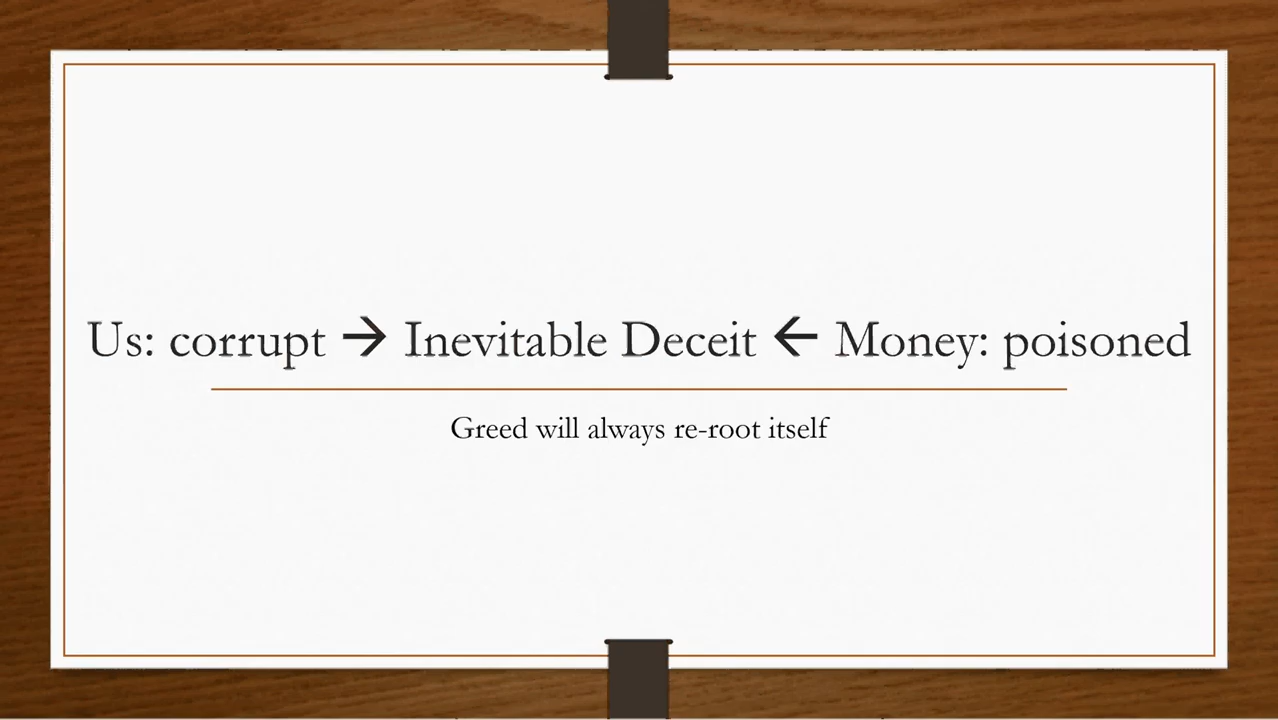 Us: corrupt → Inevitable Deceit ← Money: poisoned
Greed will always re-root itself